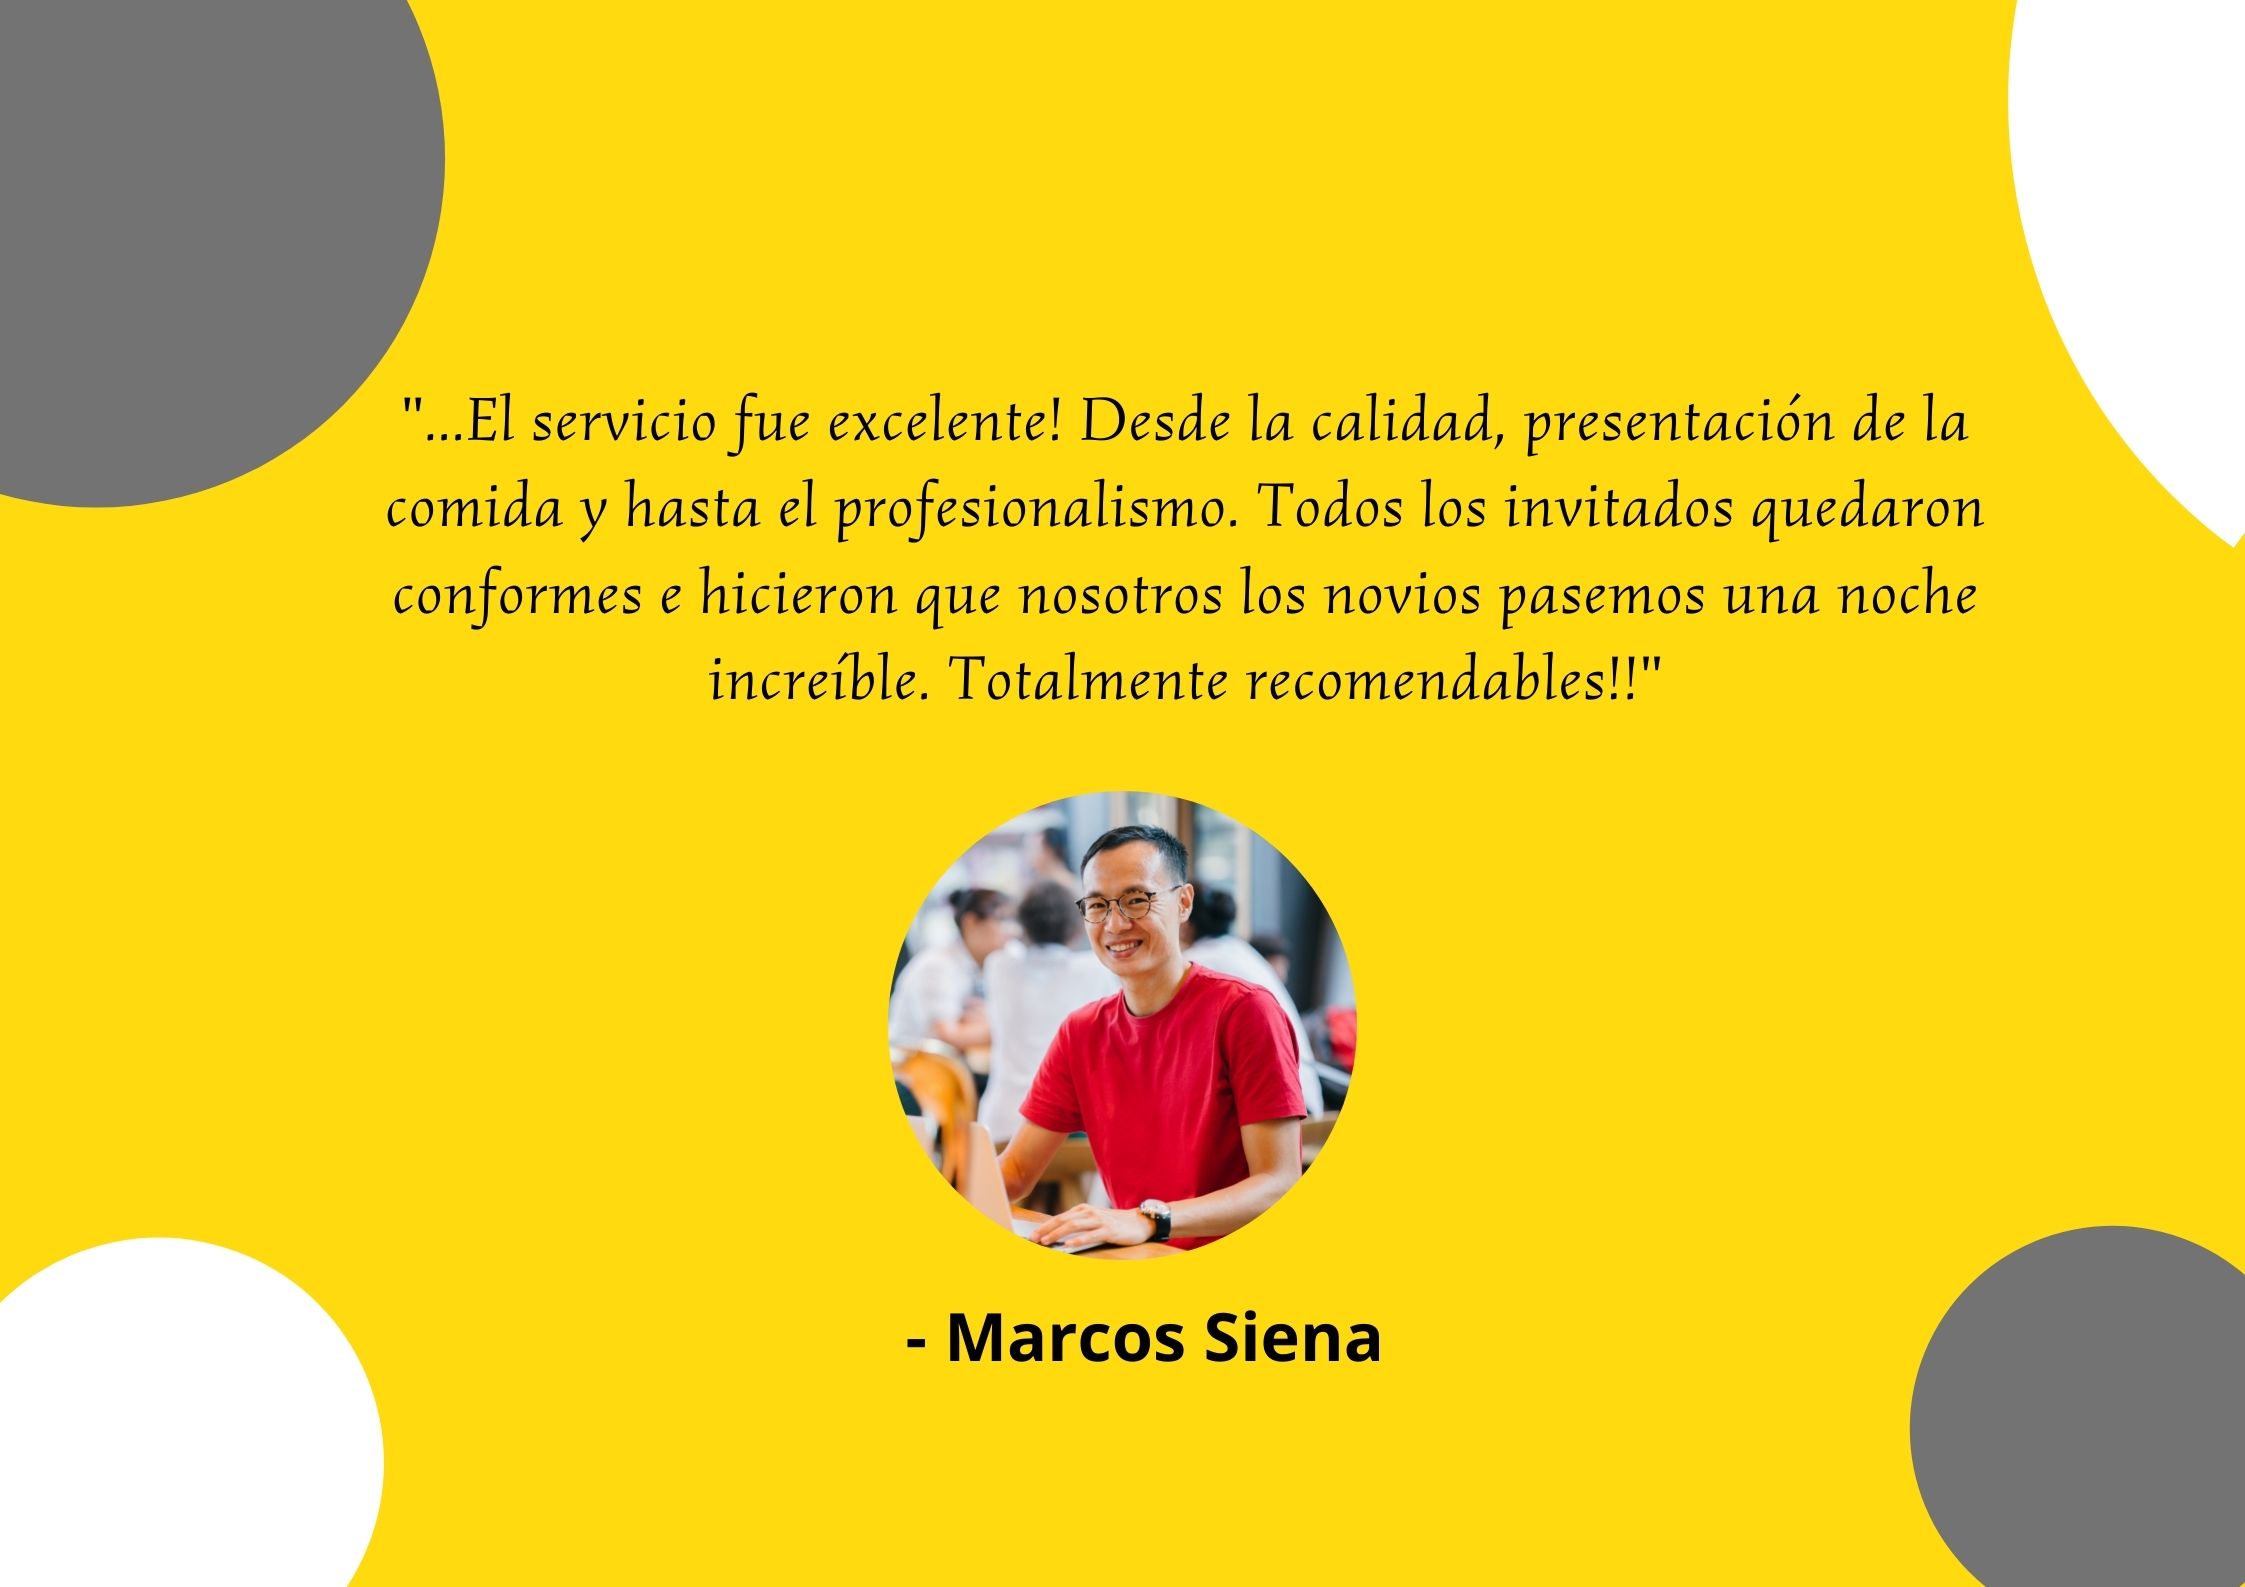 "...El servicio fue excelente! Desde la calidad, presentación de la
comida y hasta el profesionalismo. Todos los invitados quedaron
conformes e hicieron que nosotros los novios pasemos una noche
increíble. Totalmente recomendables!!"
- Marcos Siena